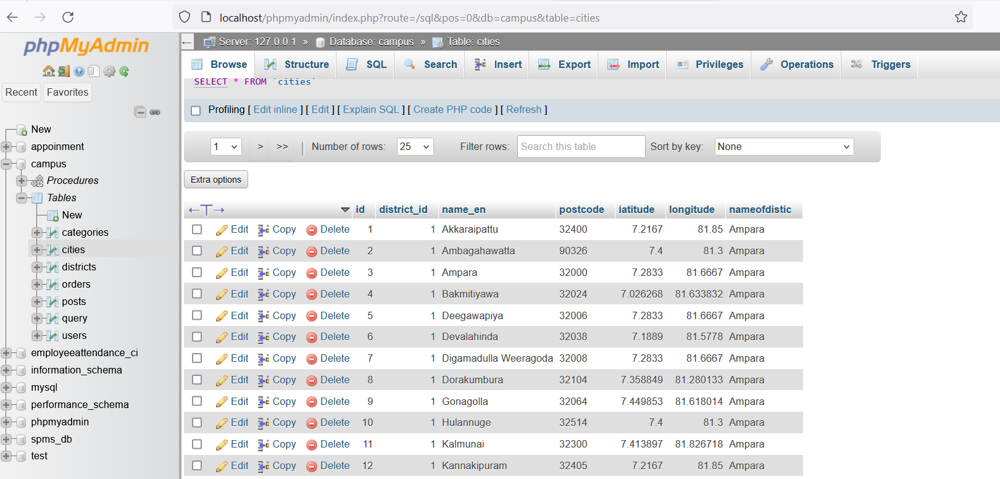 localhost/phpmyadmin/index.php?route=/sql&pos=0&db=campus&table=cities
phpMyAdmin
Recent Favorites
New
appoinment
campus
Procedures
Tables
New
categories
cities
districts
orders
posts
query
users
employeeattendance_ci
information_schema
mysql
performance_schema
phpmyadmin
spms_db
test
Server: 127.0.0.1 » Database: campus » Table: cities
Browse Structure SQL Search Insert Export Import Privileges Operations Triggers
SELECT * FROM `cities`
Profiling [ Edit inline ] [ Edit ] [ Explain SQL ] [ Create PHP code ] [ Refresh ]
1 > >> | Number of rows: 25 Filter rows: Search this table Sort by key: None
Extra options
←T→ id district_id name_en postcode latitude longitude nameofdistic
Edit Copy Delete 1 1 Akkaraipattu 32400 7.2167 81.85 Ampara
Edit Copy Delete 2 1 Ambagahawatta 90326 7.4 81.3 Ampara
Edit Copy Delete 3 1 Ampara 32000 7.2833 81.6667 Ampara
Edit Copy Delete 4 1 Bakmitiyawa 32024 7.026268 81.633832 Ampara
Edit Copy Delete 5 1 Deegawapiya 32006 7.2833 81.6667 Ampara
Edit Copy Delete 6 1 Devalahinda 32038 7.1889 81.5778 Ampara
Edit Copy Delete 7 1 Digamadulla Weeragoda 32008 7.2833 81.6667 Ampara
Edit Copy Delete 8 1 Dorakumbura 32104 7.358849 81.280133 Ampara
Edit Copy Delete 9 1 Gonagolla 32064 7.449853 81.618014 Ampara
Edit Copy Delete 10 1 Hulannuge 32514 7.4 81.3 Ampara
Edit Copy Delete 11 1 Kalmunai 32300 7.413897 81.826718 Ampara
Edit Copy Delete 12 1 Kannakipuram 32405 7.2167 81.85 Ampara